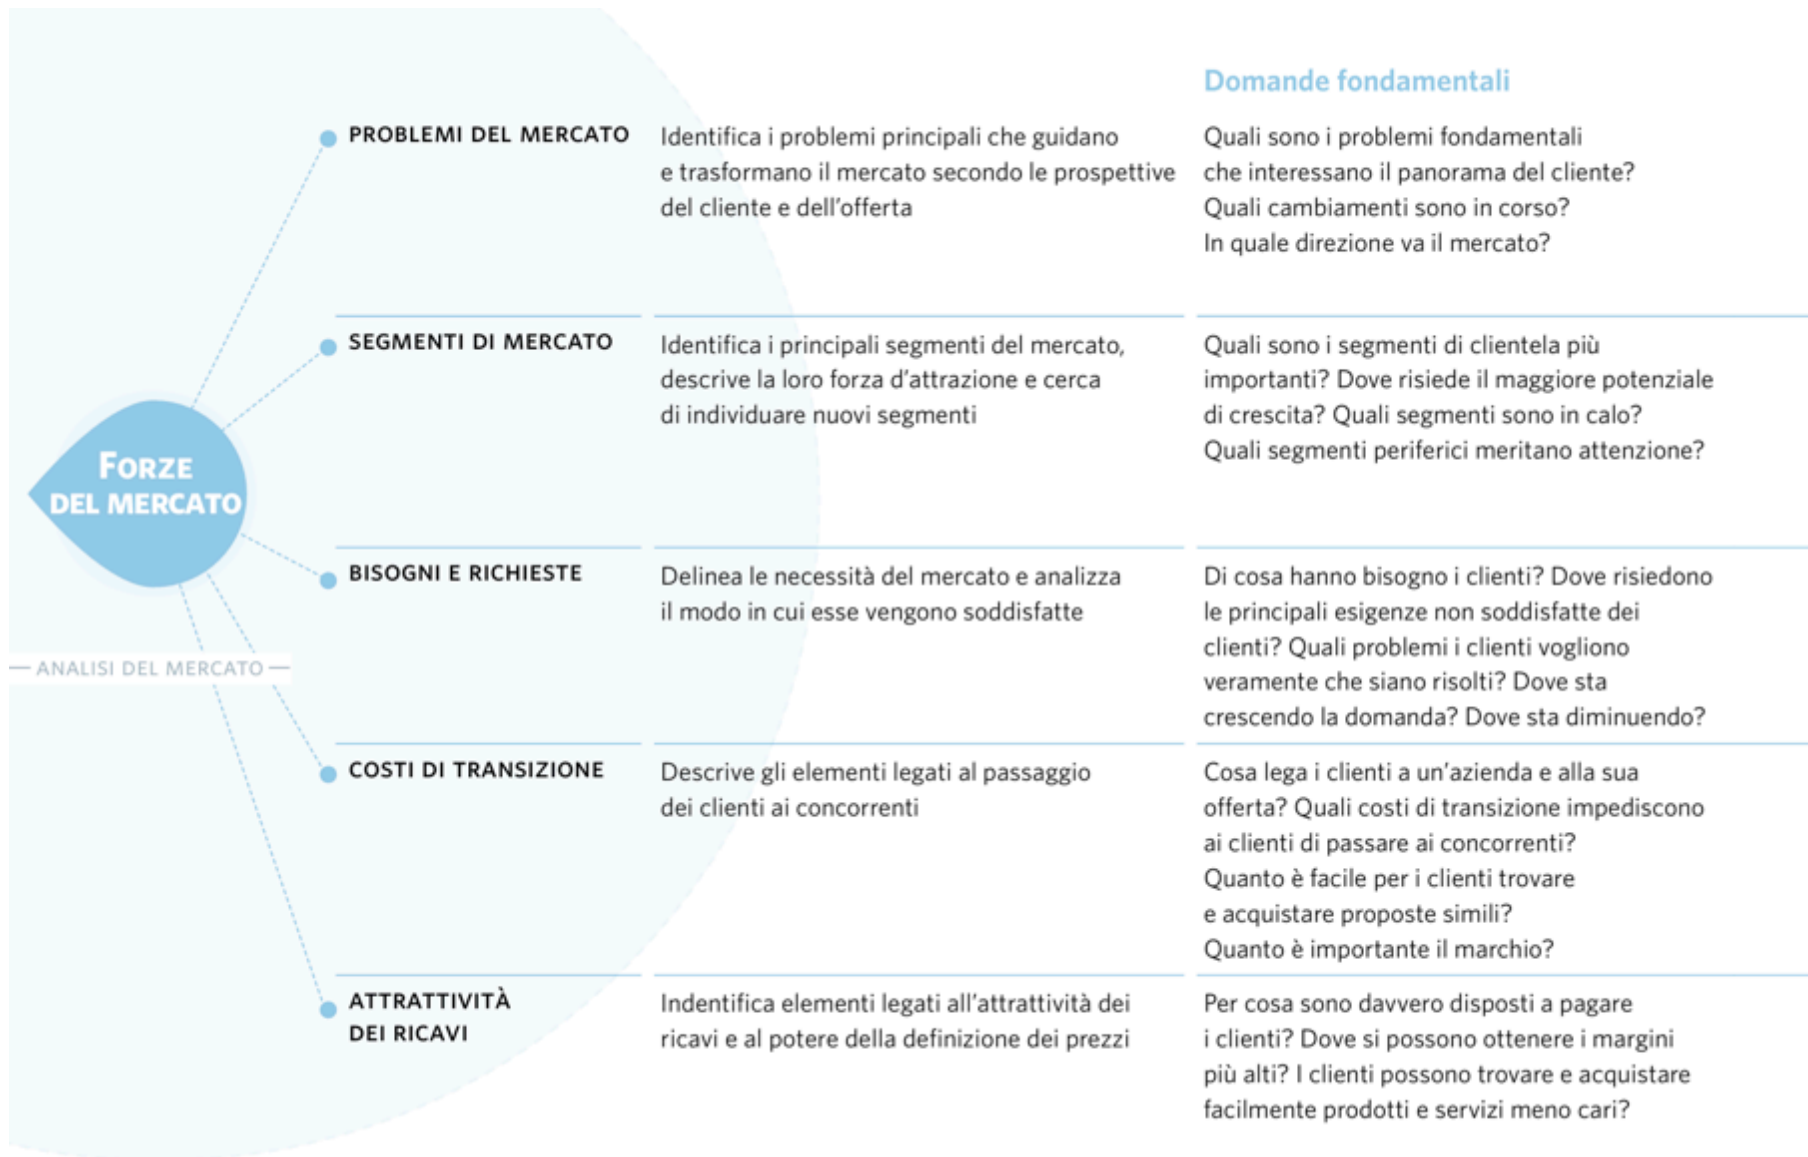 Domande fondamentali
PROBLEMI DEL MERCATO
Identifica i problemi principali che guidano
e trasformano il mercato secondo le prospettive
del cliente e dell'offerta
Quali sono i problemi fondamentali
che interessano il panorama del cliente?
Quali cambiamenti sono in corso?
In quale direzione va il mercato?
SEGMENTI DI MERCATO
Identifica i principali segmenti del mercato,
descrive la loro forza d'attrazione e cerca
di individuare nuovi segmenti
Quali sono i segmenti di clientela più
importanti? Dove risiede il maggiore potenziale
di crescita? Quali segmenti sono in calo?
Quali segmenti periferici meritano attenzione?
FORZE
DEL MERCATO
BISOGNI E RICHIESTE
Delinea le necessità del mercato e analizza
il modo in cui esse vengono soddisfatte
Di cosa hanno bisogno i clienti? Dove risiedono
le principali esigenze non soddisfatte dei
clienti? Quali problemi i clienti vogliono
veramente che siano risolti? Dove sta
crescendo la domanda? Dove sta diminuendo?
— ANALISI DEL MERCATO —
COSTI DI TRANSIZIONE
Descrive gli elementi legati al passaggio
dei clienti ai concorrenti
Cosa lega i clienti a un'azienda e alla sua
offerta? Quali costi di transizione impediscono
ai clienti di passare ai concorrenti?
Quanto è facile per i clienti trovare
e acquistare proposte simili?
Quanto è importante il marchio?
ATTRATTIVITÀ
DEI RICAVI
Indentifica elementi legati all'attrattività dei
ricavi e al potere della definizione dei prezzi
Per cosa sono davvero disposti a pagare
i clienti? Dove si possono ottenere i margini
più alti? I clienti possono trovare e acquistare
facilmente prodotti e servizi meno cari?